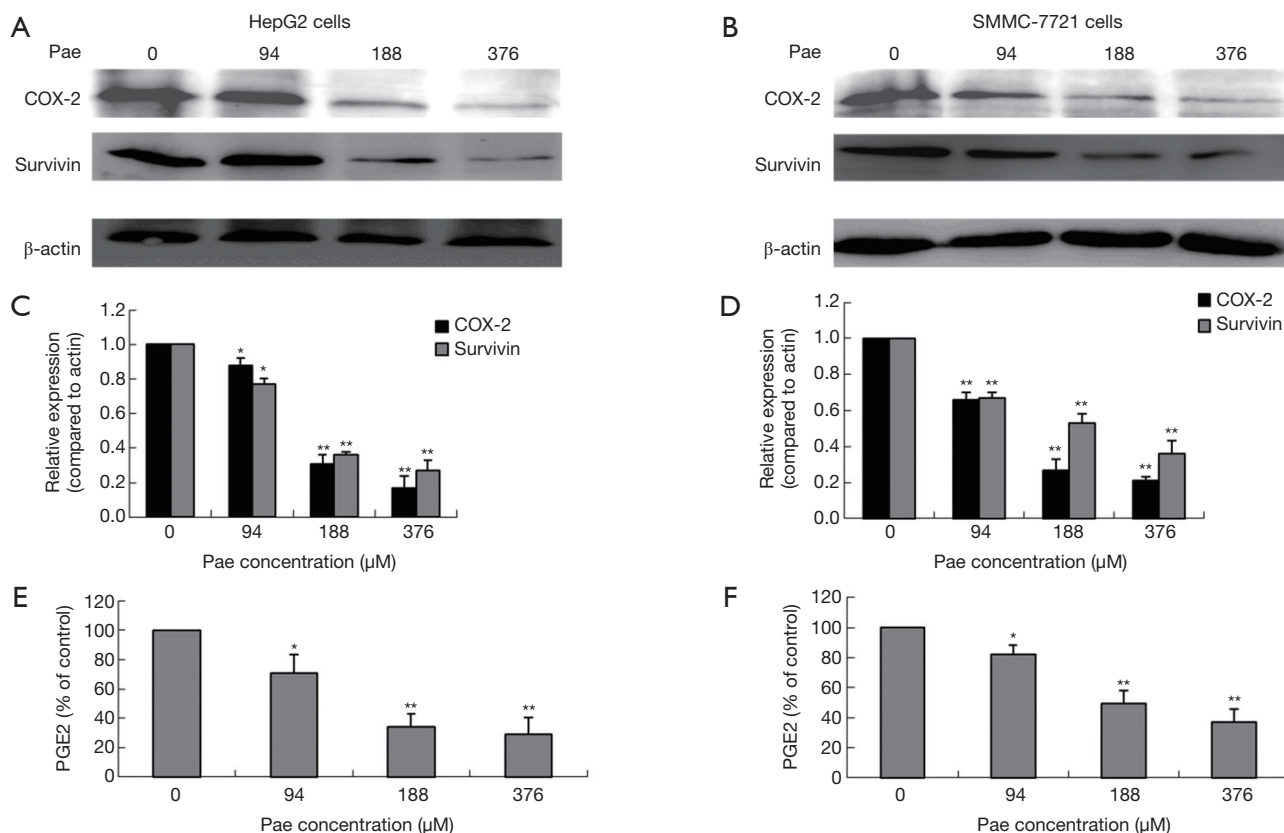 A
HepG2 cells
Pae 0 94 188 376
COX-2
Survivin
β-actin
B
SMMC-7721 cells
Pae 0 94 188 376
COX-2
Survivin
β-actin
C
Relative expression
(compared to actin)
1.2
1.0
0.8
0.6
0.4
0.2
0.0
COX-2
Survivin
* *
** **
** **
0 94 188 376
Pae concentration (µM)
D
Relative expression
(compared to actin)
1.2
1.0
0.8
0.6
0.4
0.2
0.0
COX-2
Survivin
** **
** **
** **
0 94 188 376
Pae concentration (µM)
E
PGE2 (% of control)
120
100
80
60
40
20
0
* ** **
0 94 188 376
Pae concentration (µM)
F
PGE2 (% of control)
120
100
80
60
40
20
0
* ** **
0 94 188 376
Pae concentration (µM)